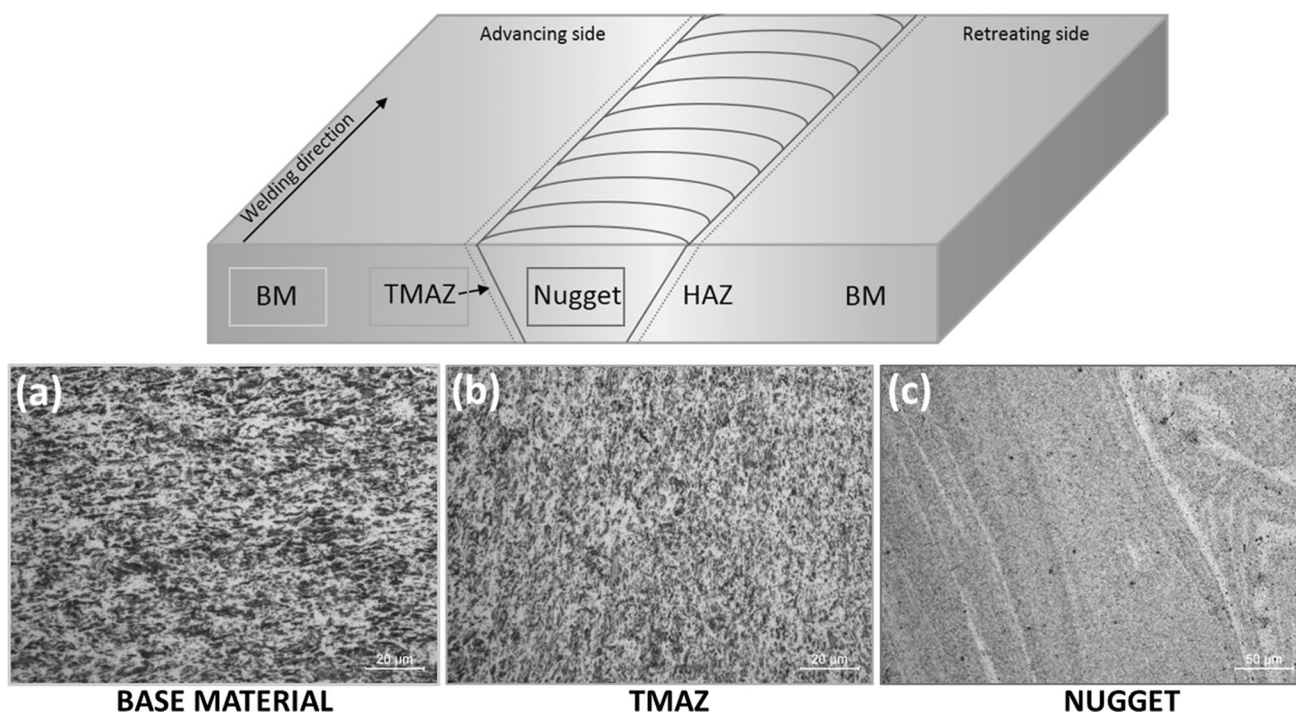 Advancing side
Retreating side
Welding direction
BM
TMAZ
Nugget
HAZ
BM
(a)
(b)
(c)
20 µm
20 µm
50 µm
BASE MATERIAL
TMAZ
NUGGET